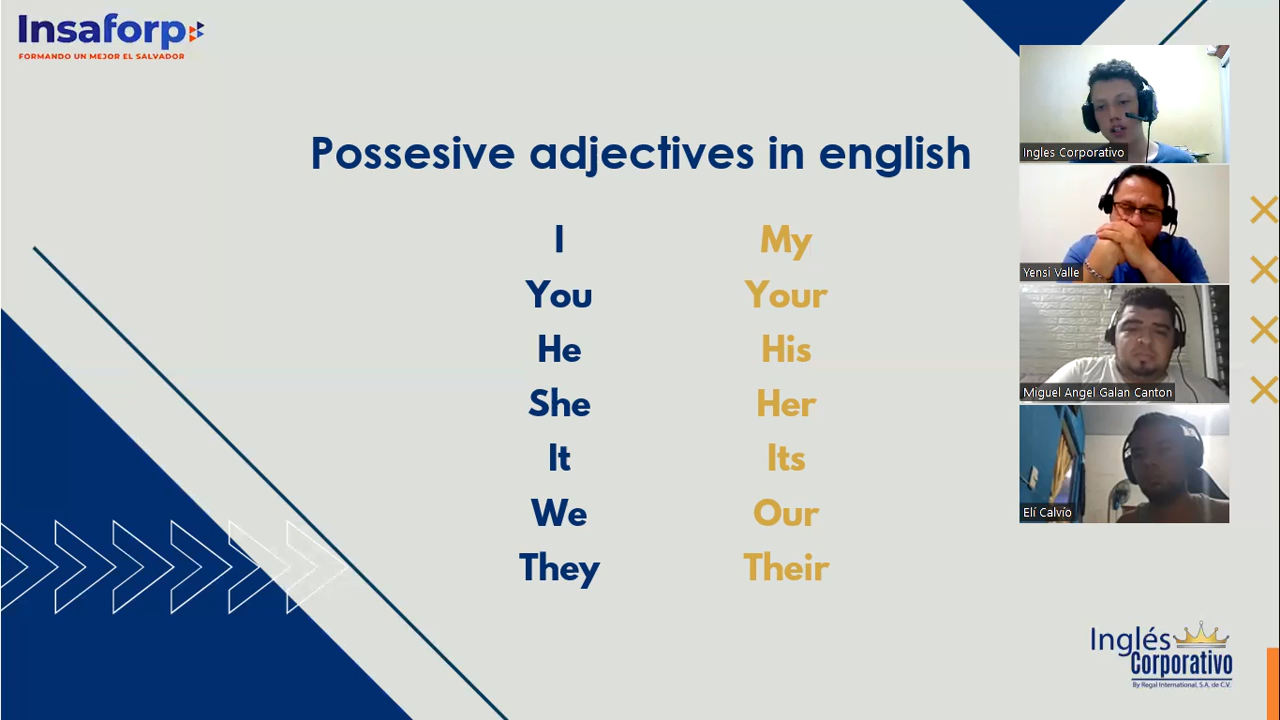 Insaforp
FORMANDO UN MEJOR EL SALVADOR
Possesive adjectives in english
I My
You Your
He His
She Her
It Its
We Our
They Their
Ingles Corporativo
Yensi Valle
Miguel Angel Galan Canton
Elí Calvío
Inglés
Corporativo
By Regal International, S.A, de C.V.